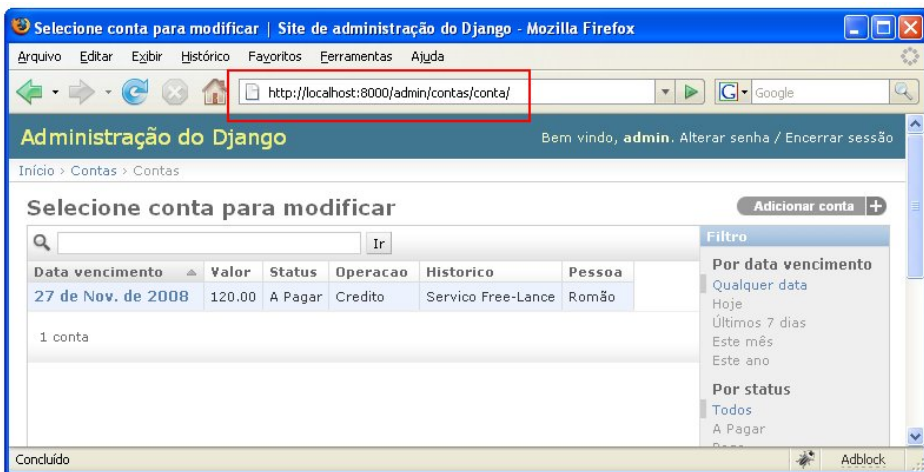 Selecione conta para modificar | Site de administração do Django - Mozilla Firefox
Arquivo Editar Exibir Histórico Favoritos Ferramentas Ajuda
http://localhost:8000/admin/contas/conta/ G Google
Administração do Django Bem vindo, admin. Alterar senha / Encerrar sessão
Início > Contas > Contas
Selecione conta para modificar Adicionar conta +
Ir
Data vencimento Valor Status Operacao Historico Pessoa
27 de Nov. de 2008 120.00 A Pagar Credito Servico Free-Lance Romão
1 conta
Filtro
Por data vencimento
Qualquer data
Hoje
Últimos 7 dias
Este mês
Este ano
Por status
Todos
A Pagar
Concluído Adblock